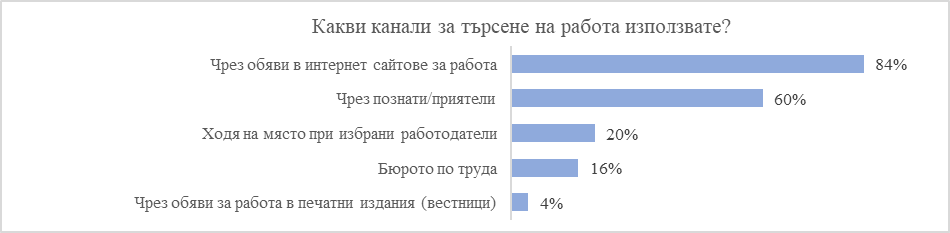 Какви канали за търсене на работа използвате?
Чрез обяви в интернет сайтове за работа 84%
Чрез познати/приятели 60%
Ходя на място при избрани работодатели 20%
Бюрото по труда 16%
Чрез обяви за работа в печатни издания (вестници) 4%